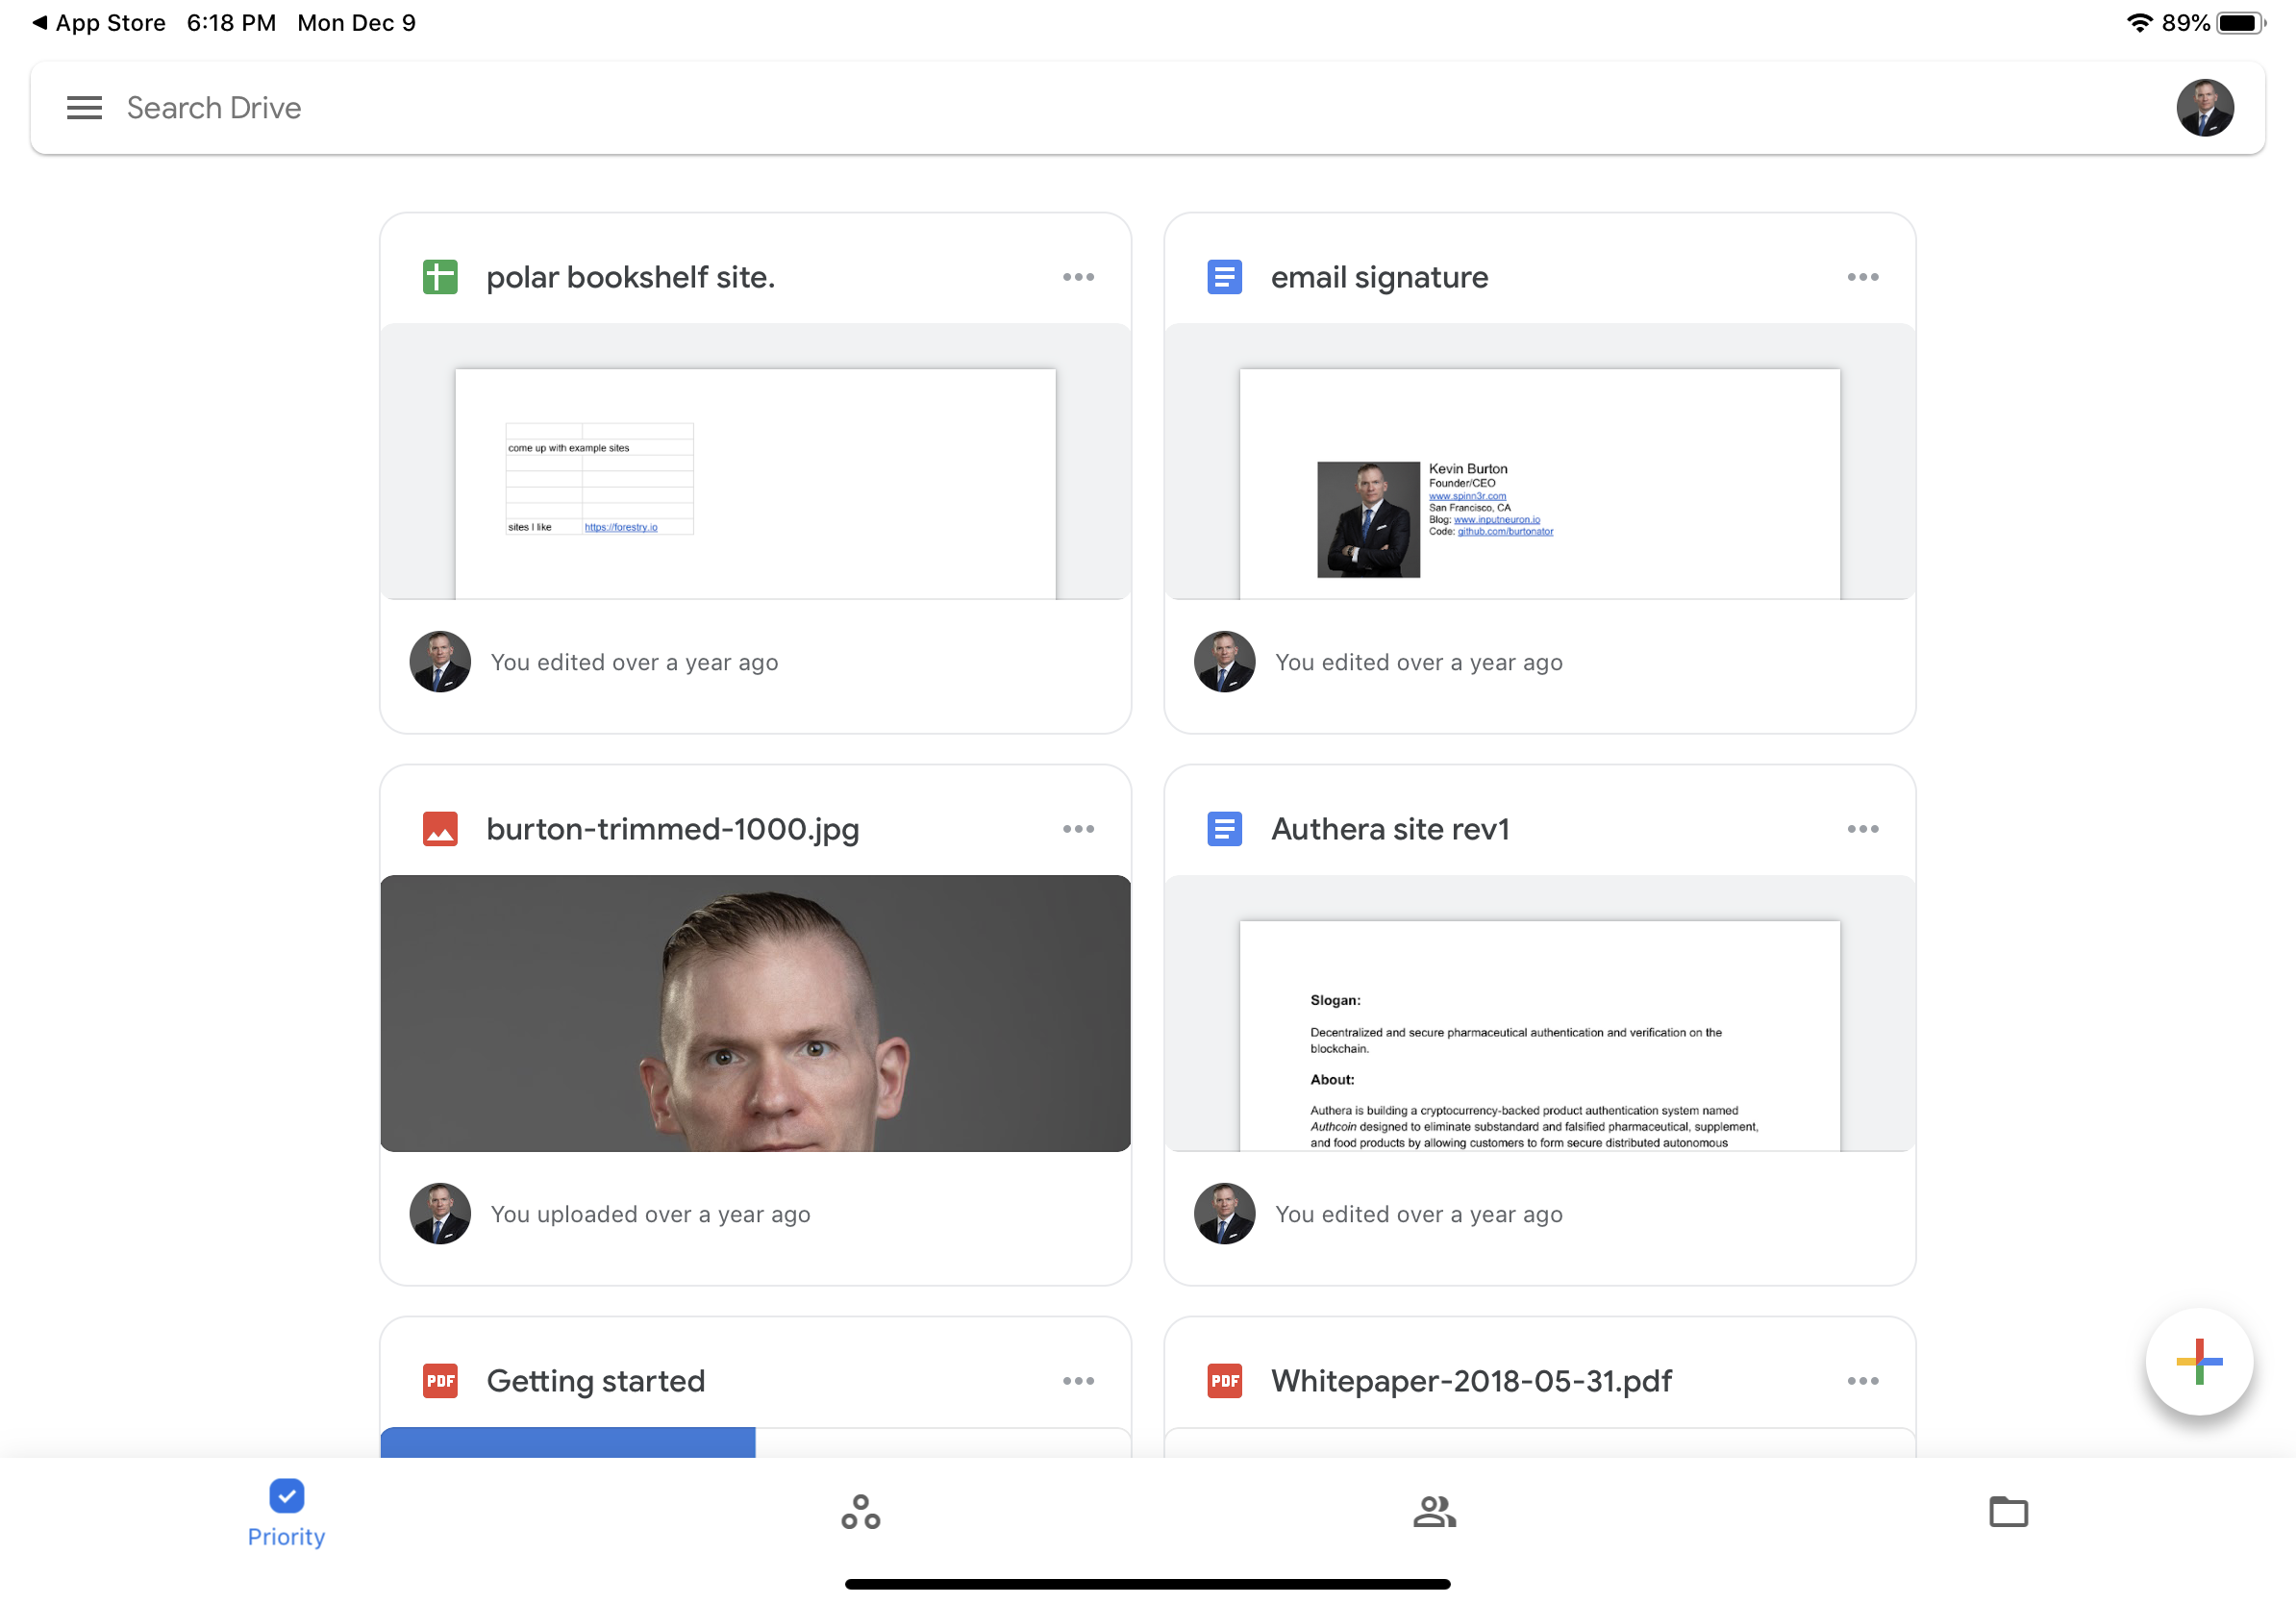 ◀ App Store 6:18 PM Mon Dec 9
89%
Search Drive
polar bookshelf site.
come up with example sites
sites I like https://forestry.io
You edited over a year ago
email signature
Kevin Burton
Founder/CEO
www.spinn3r.com
San Francisco, CA
Blog: www.inputneuron.io
Code: github.com/burtonator
You edited over a year ago
burton-trimmed-1000.jpg
You uploaded over a year ago
Authera site rev1
Slogan:
Decentralized and secure pharmaceutical authentication and verification on the
blockchain.
About:
Authera is building a cryptocurrency-backed product authentication system named
Authcoin designed to eliminate substandard and falsified pharmaceutical, supplement,
and food products by allowing customers to form secure distributed autonomous
You edited over a year ago
PDF Getting started
PDF Whitepaper-2018-05-31.pdf
Priority